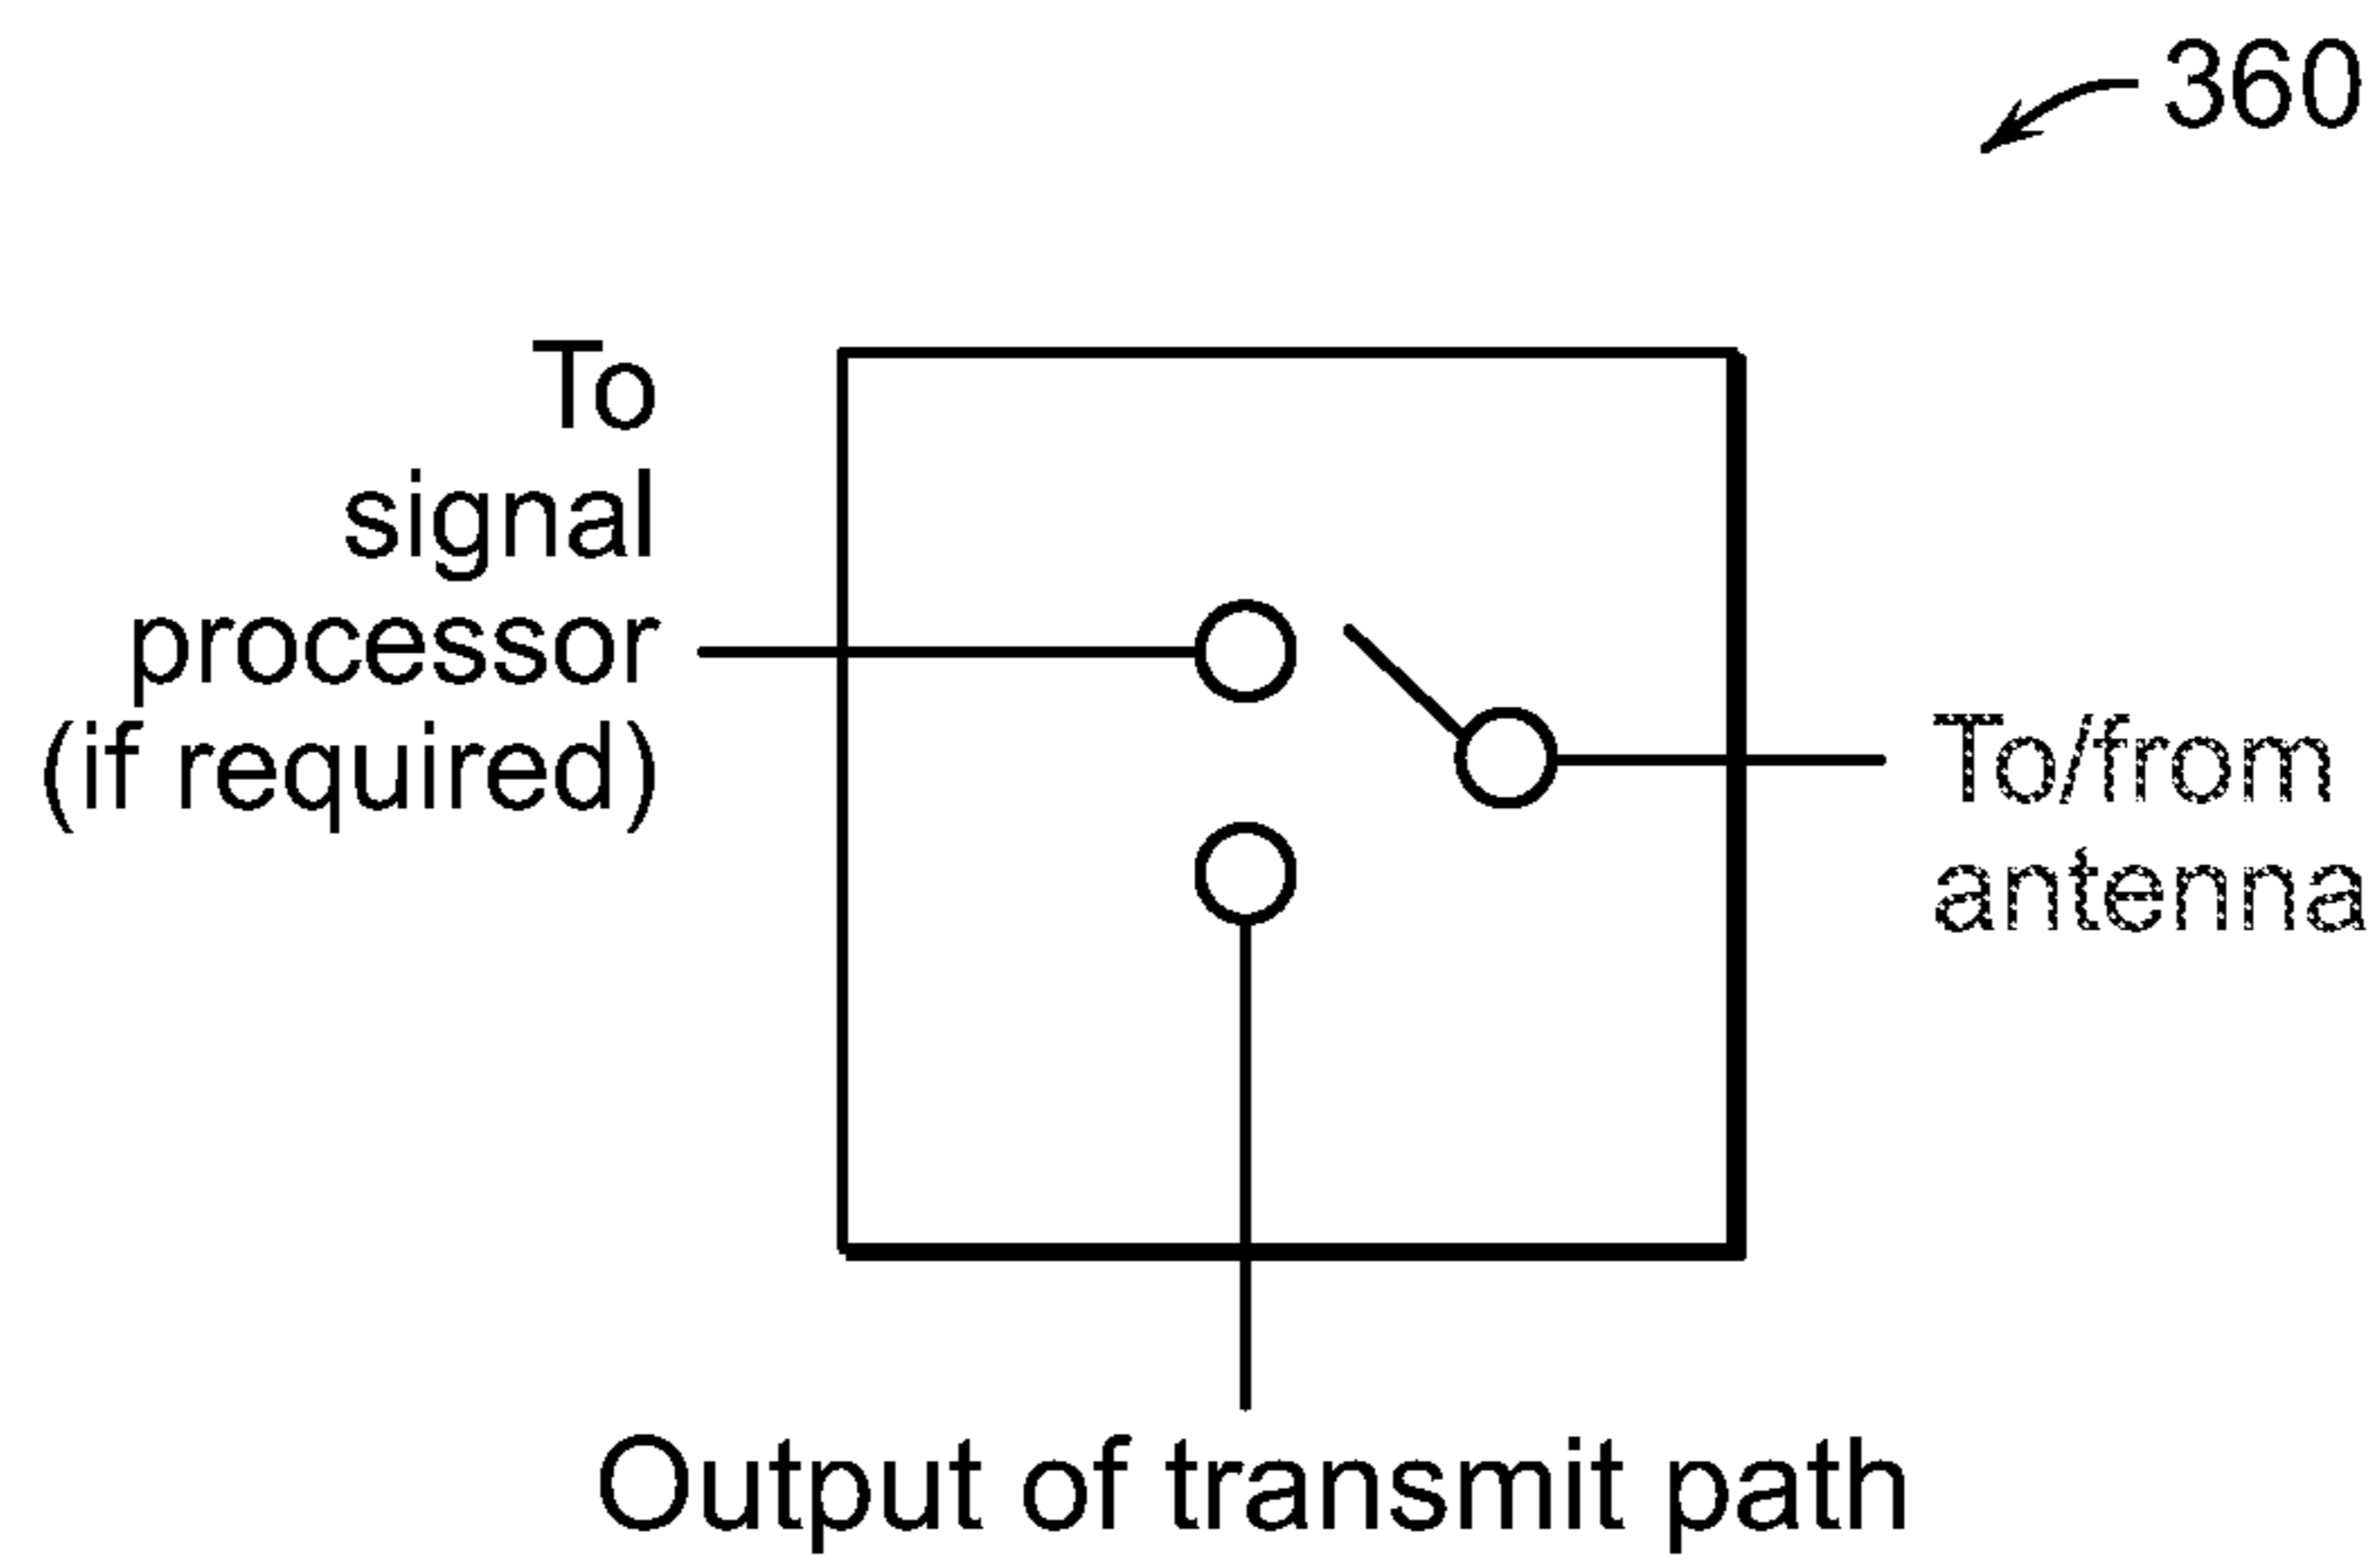 360
To
signal
processor
(if required)
To/from
antenna
Output of transmit path